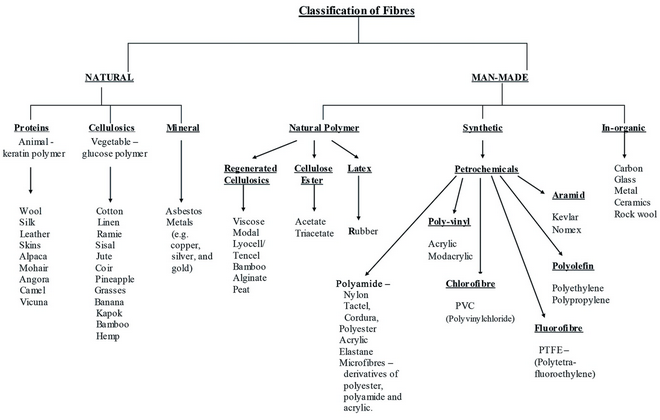 Classification of Fibres
NATURAL
MAN-MADE
Proteins
Animal -
keratin polymer
Cellulosics
Vegetable –
glucose polymer
Mineral
Natural Polymer
Synthetic
In-organic
Regenerated
Cellulosics
Cellulose
Ester
Latex
Petrochemicals
Carbon
Glass
Metal
Ceramics
Rock wool
Wool
Silk
Leather
Skins
Alpaca
Mohair
Angora
Camel
Vicuna
Cotton
Linen
Ramie
Sisal
Jute
Coir
Pineapple
Grasses
Banana
Kapok
Bamboo
Hemp
Asbestos
Metals
(e.g.
copper,
silver, and
gold)
Viscose
Modal
Lyocell/
Tencel
Bamboo
Alginate
Peat
Acetate
Triacetate
Rubber
Polyamide –
Nylon
Tactel,
Cordura,
Polyester
Acrylic
Elastane
Microfibres –
derivatives of
polyester,
polyamide and
acrylic.
Poly-vinyl
Acrylic
Modacrylic
Chlorofibre
PVC
(Polyvinylchloride)
Aramid
Kevlar
Nomex
Polyolefin
Polyethylene
Polypropylene
Fluorofibre
PTFE –
(Polytetra-
fluoroethylene)